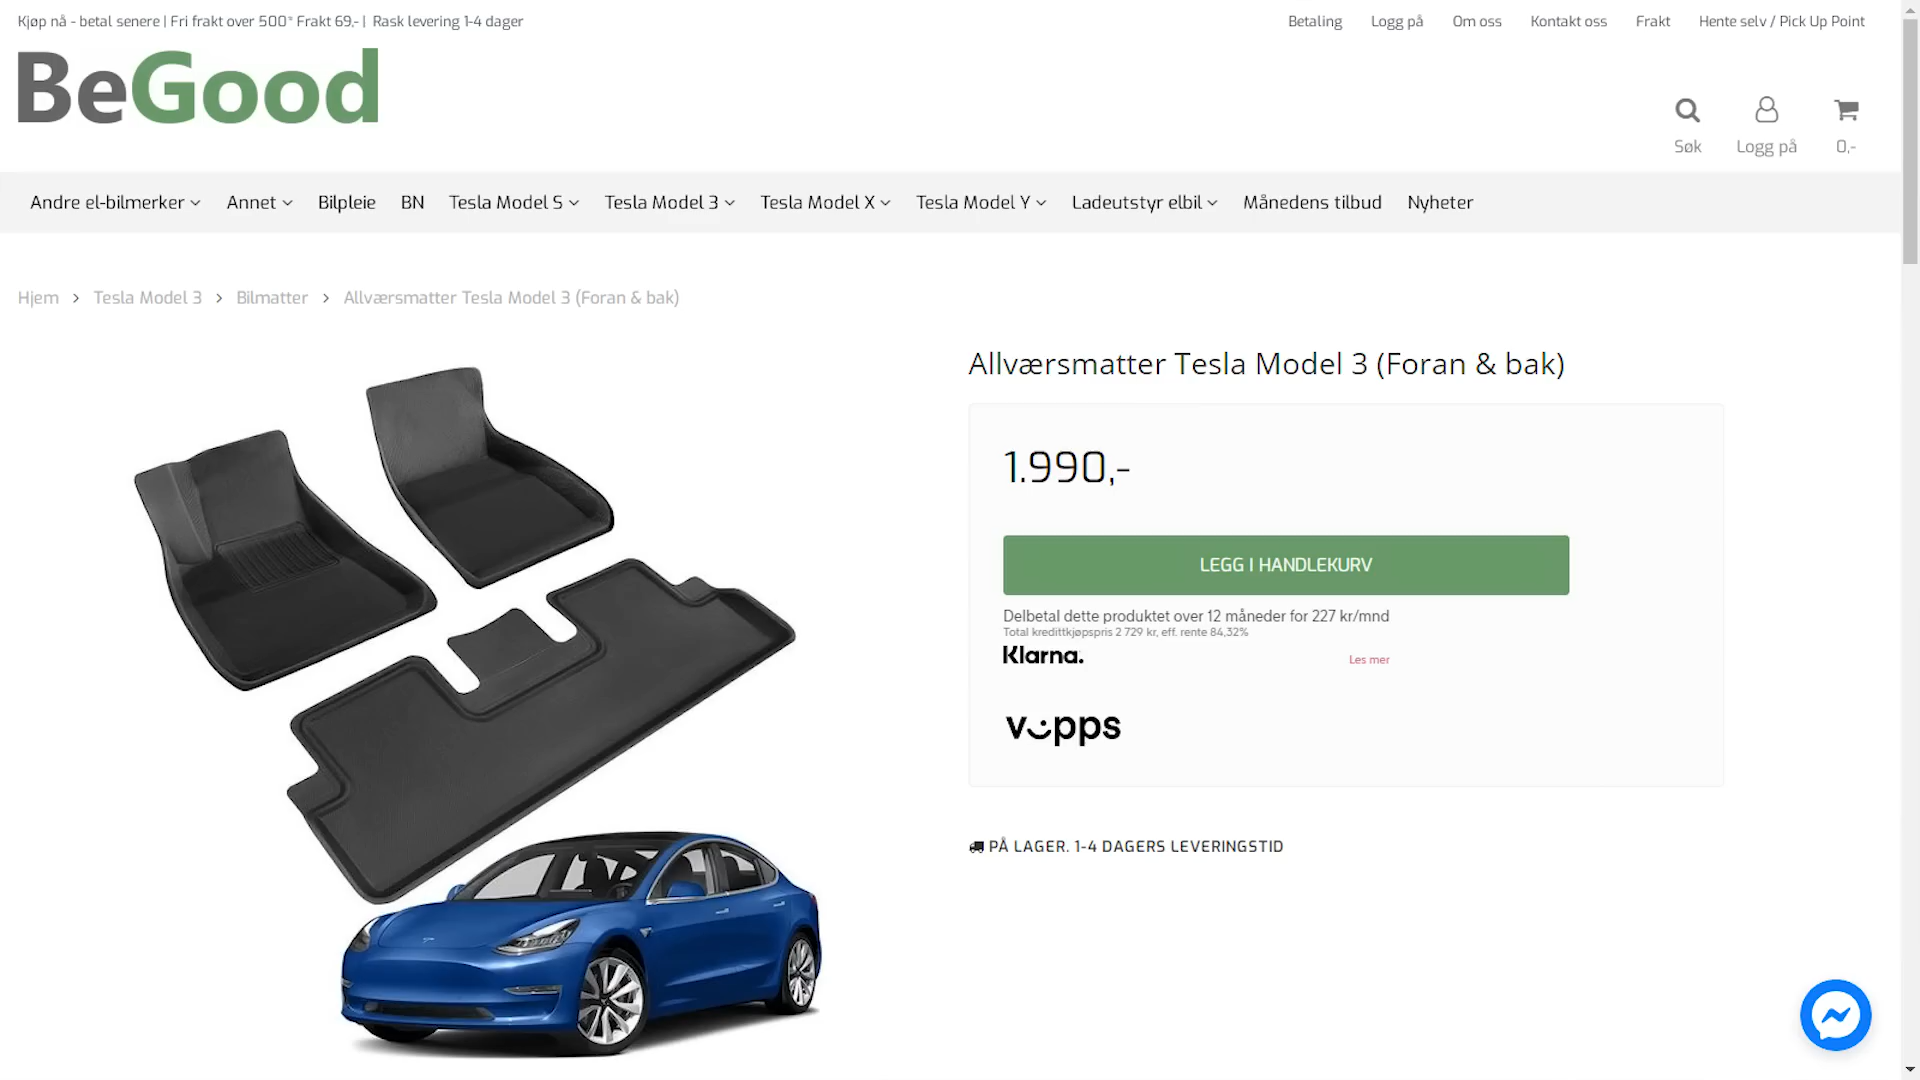 Kjøp nå - betal senere | Fri frakt over 500* Frakt 69,- | Rask levering 1-4 dager
Betaling Logg på Om oss Kontakt oss Frakt Hente selv / Pick Up Point
BeGood
Søk Logg på 0,-
Andre el-bilmerker Annet Bilpleie BN Tesla Model S Tesla Model 3 Tesla Model X Tesla Model Y Ladeutstyr elbil Månedens tilbud Nyheter
Hjem > Tesla Model 3 > Bilmatter > Allværsmatter Tesla Model 3 (Foran & bak)
Allværsmatter Tesla Model 3 (Foran & bak)
1.990,-
LEGG I HANDLEKURV
Delbetal dette produktet over 12 måneder for 227 kr/mnd
Total kredittkjøpspris 2 729 kr, eff. rente 84,32%
Klarna. Les mer
vipps
PÅ LAGER. 1-4 DAGERS LEVERINGSTID